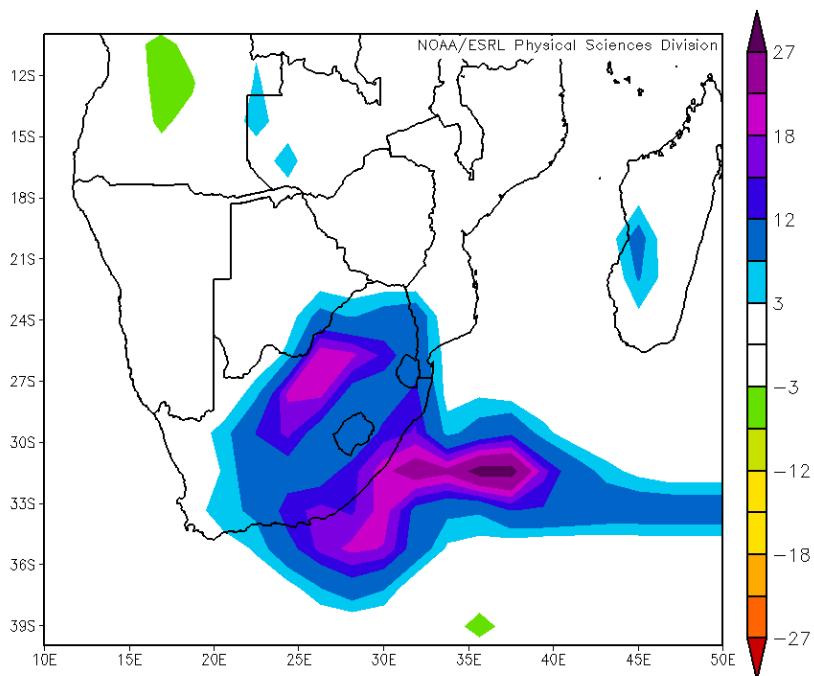 NOAA/ESRL Physical Sciences Division
12S
15S
18S
21S
24S
27S
30S
33S
36S
39S
10E 15E 20E 25E 30E 35E 40E 45E 50E
27
18
12
3
-3
-12
-18
-27